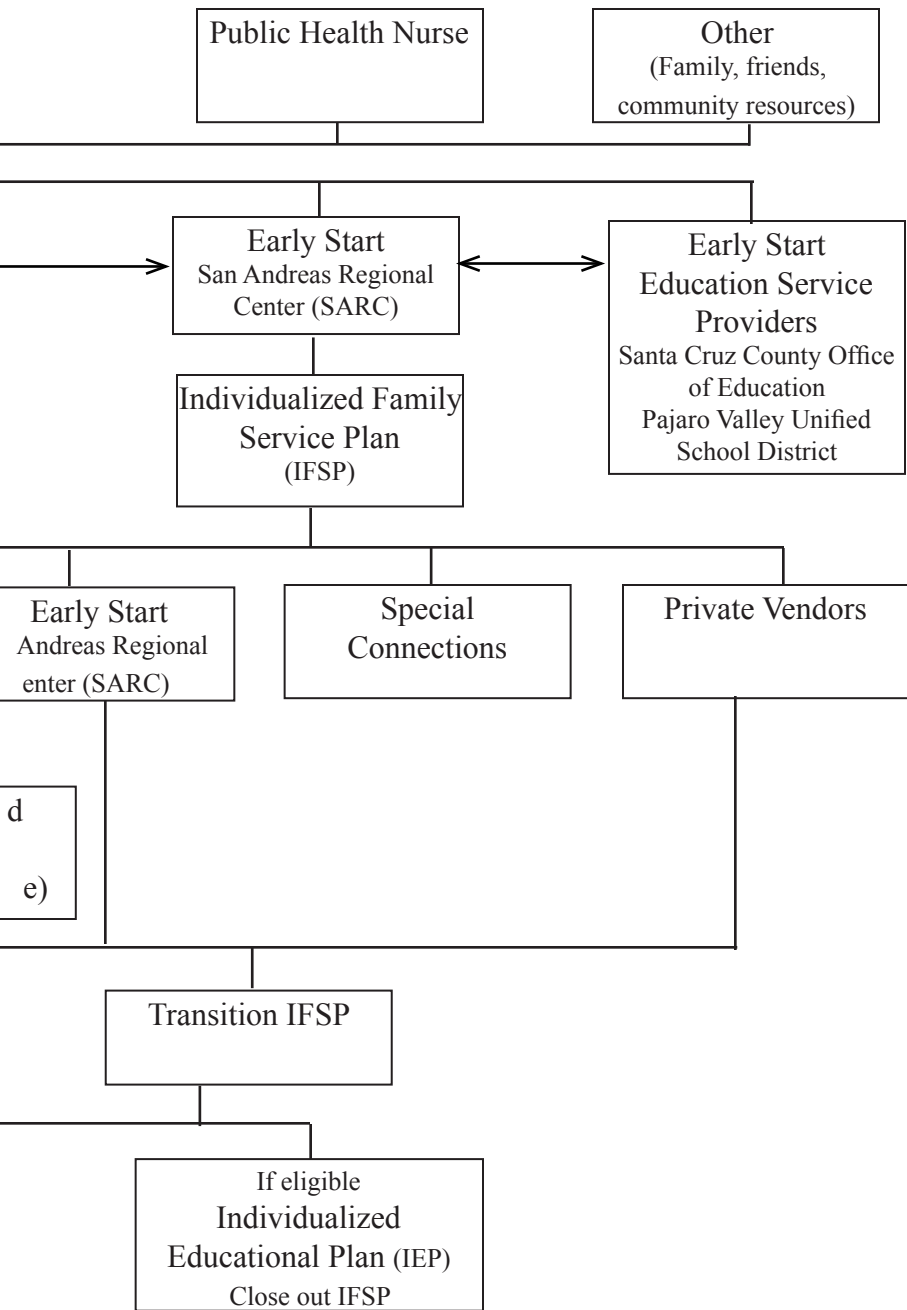 Public Health Nurse
Other
(Family, friends,
community resources)
Early Start
San Andreas Regional
Center (SARC)
Early Start
Education Service
Providers
Santa Cruz County Office
of Education
Pajaro Valley Unified
School District
Individualized Family
Service Plan
(IFSP)
Early Start
Andreas Regional
enter (SARC)
Special
Connections
Private Vendors
d
e)
Transition IFSP
If eligible
Individualized
Educational Plan (IEP)
Close out IFSP